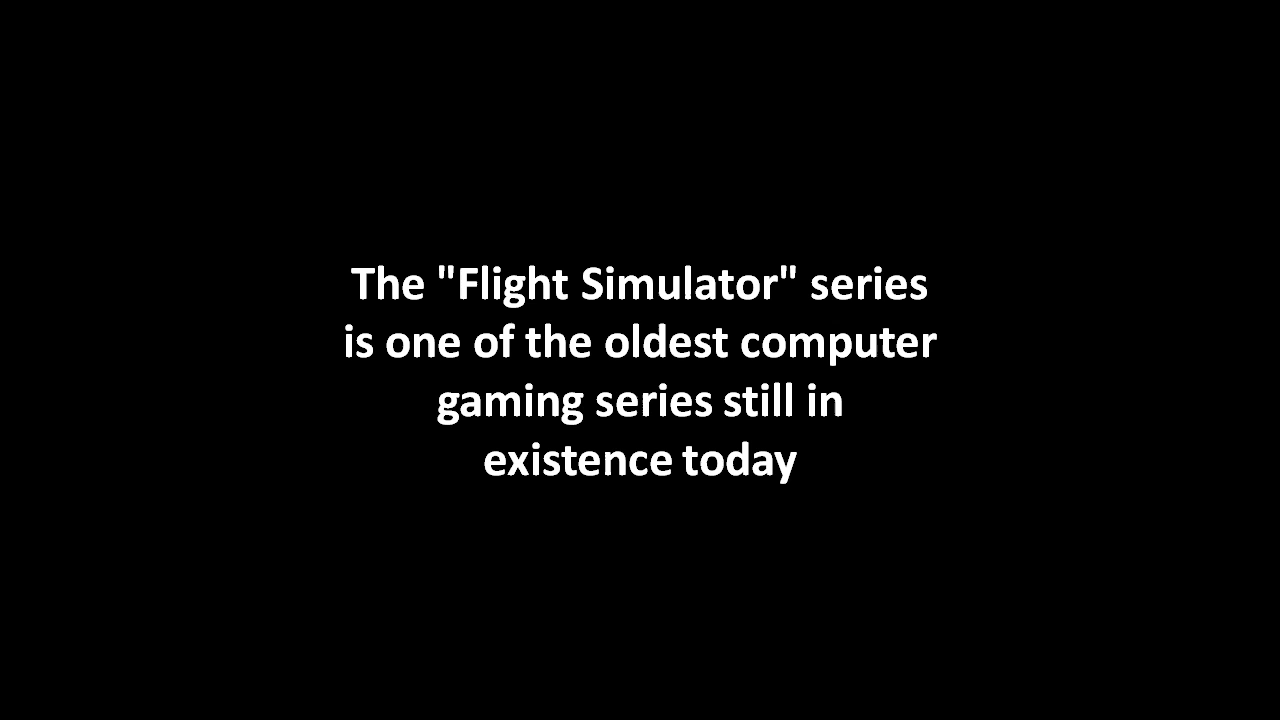 The "Flight Simulator" series
is one of the oldest computer
gaming series still in
existence today